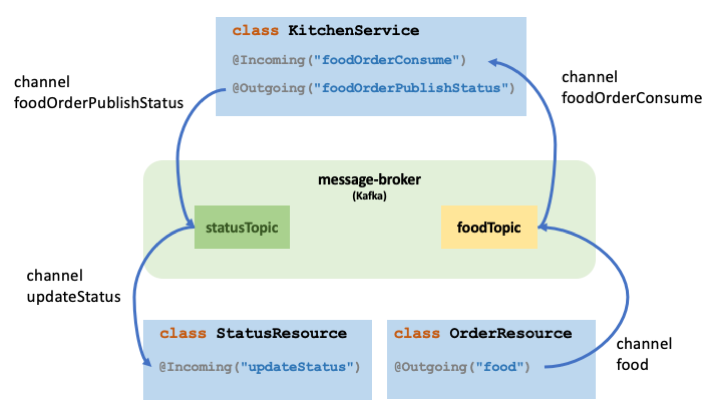 class KitchenService
@Incoming("foodOrderConsume")
@Outgoing("foodOrderPublishStatus")
channel
foodOrderPublishStatus
channel
foodOrderConsume
message-broker
(Kafka)
statusTopic
foodTopic
channel
updateStatus
class StatusResource
@Incoming("updateStatus")
class OrderResource
@Outgoing("food")
channel
food